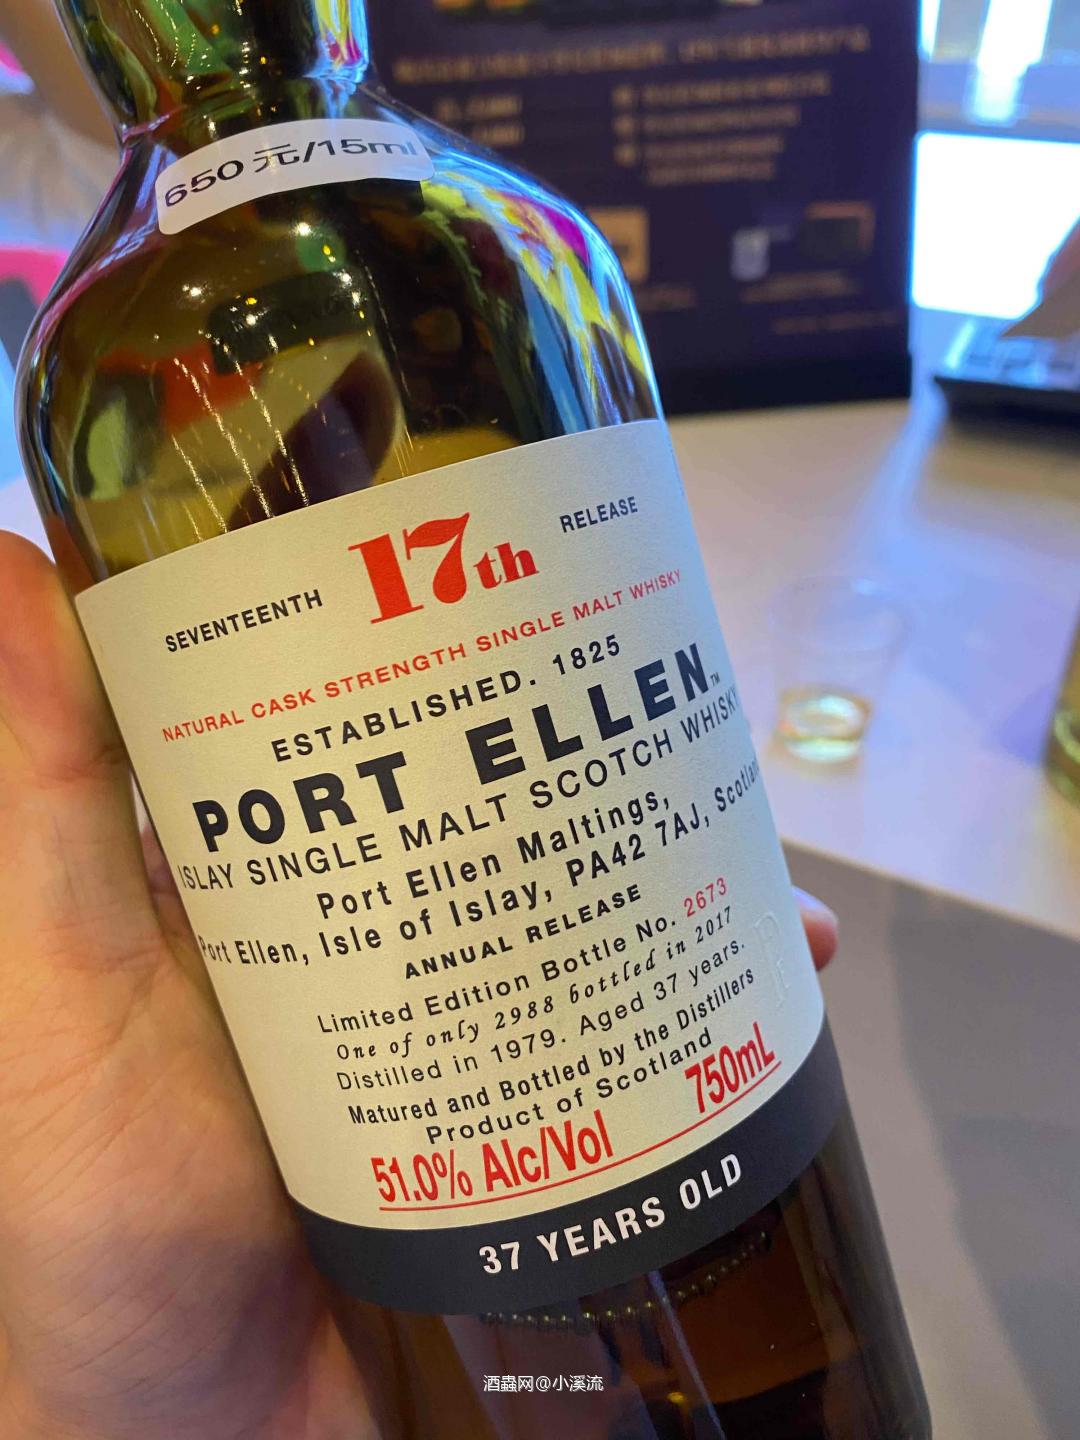 650元/15ml
SEVENTEENTH 17th RELEASE
NATURAL CASK STRENGTH SINGLE MALT WHISKY
ESTABLISHED. 1825
PORT ELLEN™
ISLAY SINGLE MALT SCOTCH WHISKY
Port Ellen Maltings,
Port Ellen, Isle of Islay, PA42 7AJ,
ANNUAL RELEASE
Limited Edition Bottle No. 2673
One of only 2988 bottled in 2017
Distilled in 1979. Aged 37 years.
Matured and Bottled by the Distillers
Product of Scotland
51.0% Alc/Vol 750mL
37 YEARS OLD
酒蟲网@小溪流